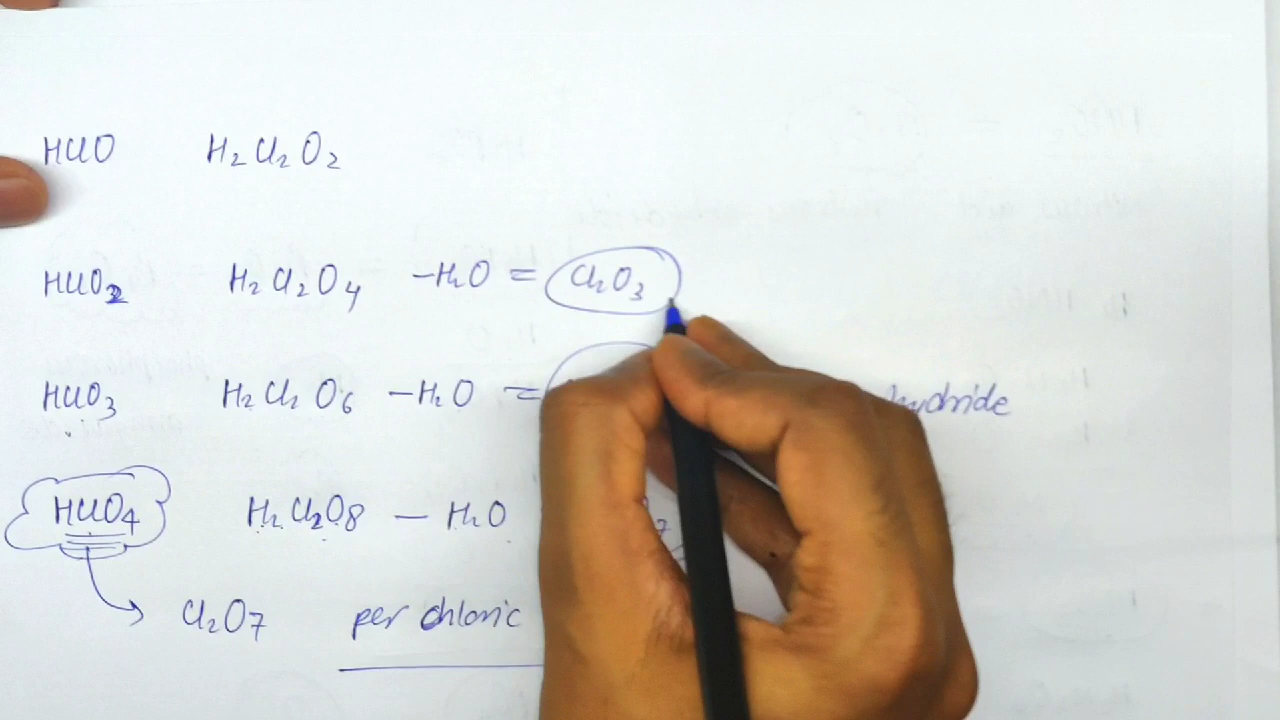 HClO H₂Cl₂O₂
HClO₂ H₂Cl₂O₄ -H₂O = Cl₂O₃
HClO₃ H₂Cl₂O₆ -H₂O =
HClO₄ H₂Cl₂O8 - H₂O
Cl₂O7 per chloric